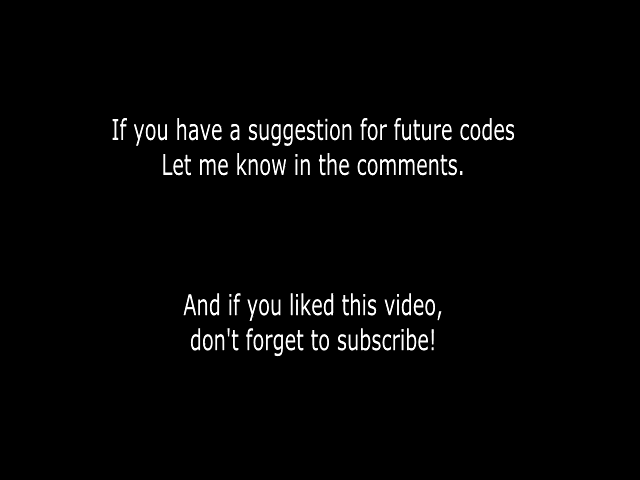 If you have a suggestion for future codes
Let me know in the comments.
And if you liked this video,
don't forget to subscribe!